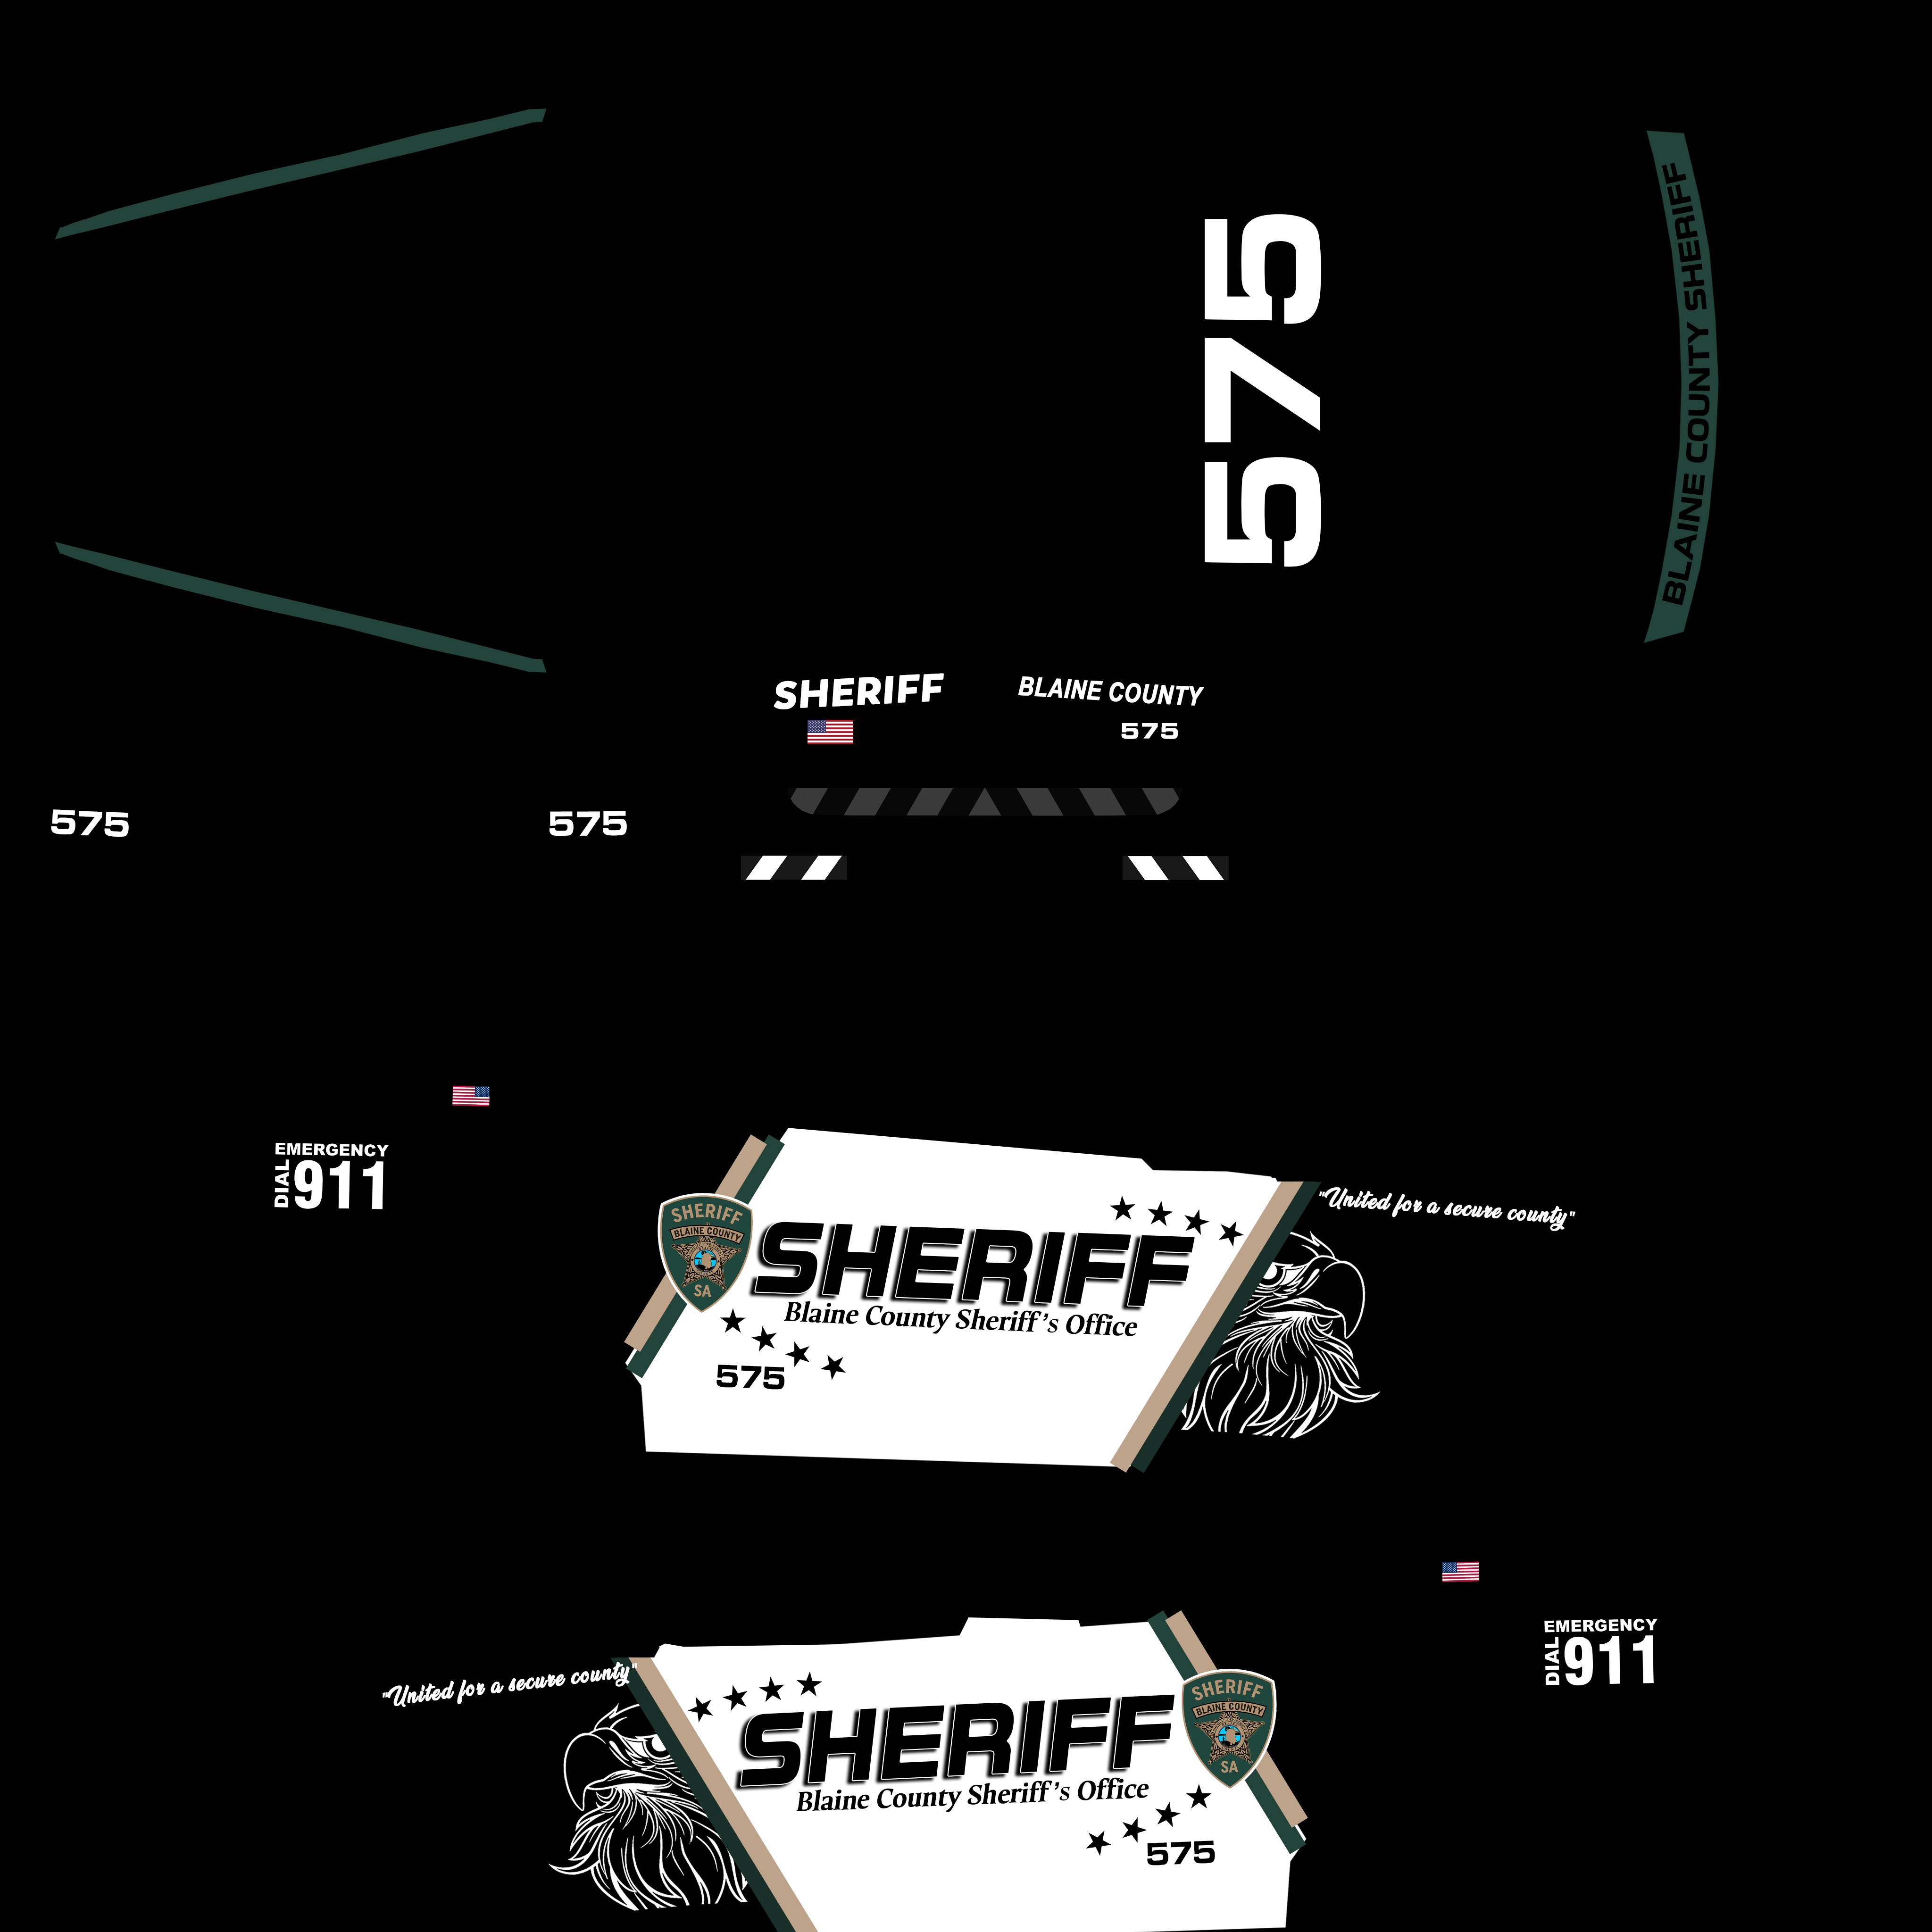 575
BLAINE COUNTY SHERIFF
SHERIFF
BLAINE COUNTY
575
575
575
EMERGENCY
DIAL
911
SHERIFF
BLAINE COUNTY
SA
SHERIFF
Blaine County Sheriff's Office
575
"United for a secure county"
"United for a secure county"
SHERIFF
Blaine County Sheriff's Office
575
SHERIFF
BLAINE COUNTY
SA
EMERGENCY
DIAL
911